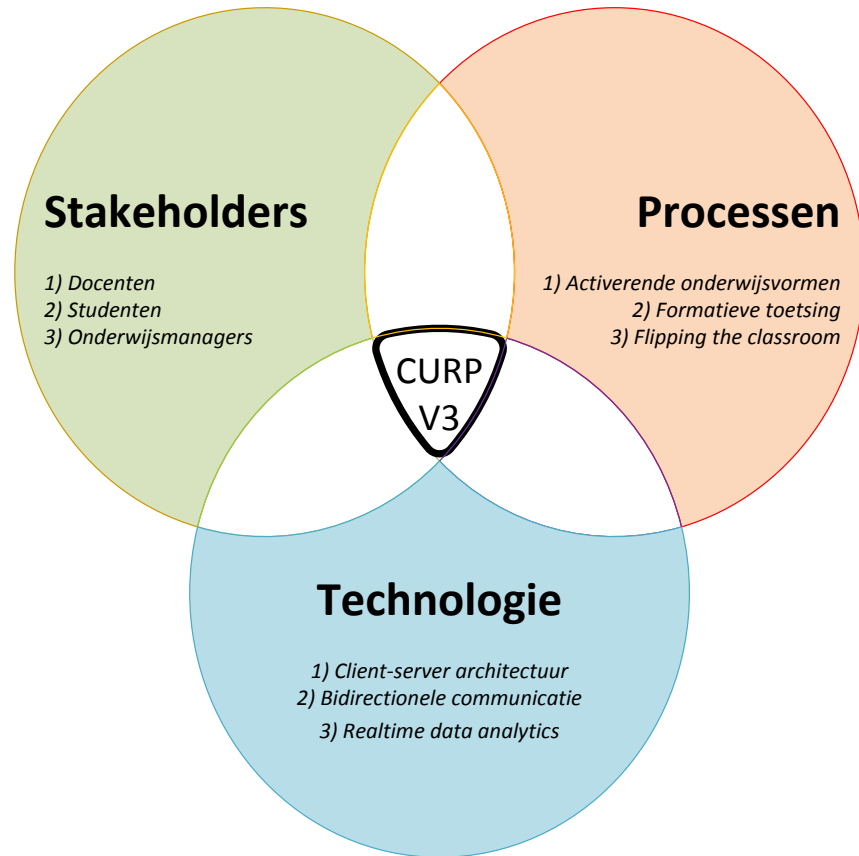 Stakeholders
1) Docenten
2) Studenten
3) Onderwijsmanagers
Processen
1) Activerende onderwijsvormen
2) Formatieve toetsing
3) Flipping the classroom
CURP
V3
Technologie
1) Client-server architectuur
2) Bidirectionele communicatie
3) Realtime data analytics